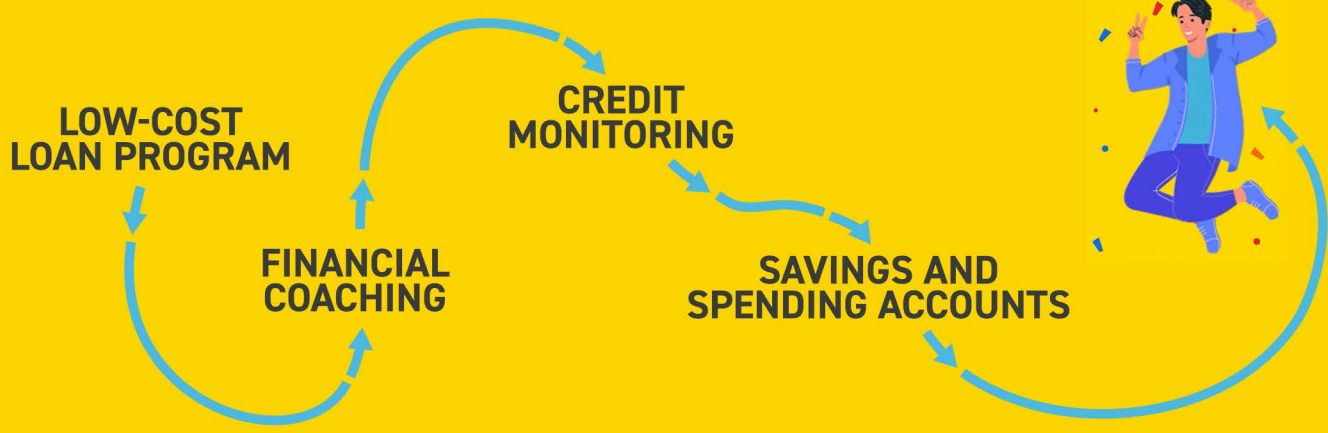 LOW-COST
LOAN PROGRAM
FINANCIAL
COACHING
CREDIT
MONITORING
SAVINGS AND
SPENDING ACCOUNTS